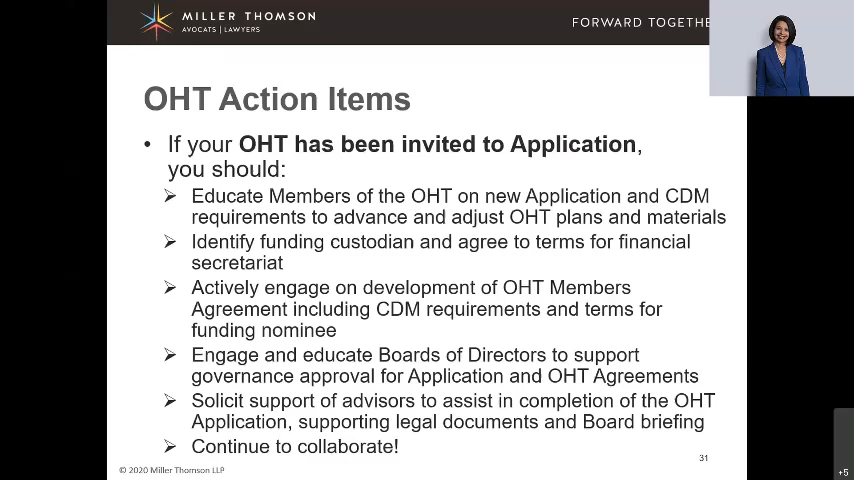 MILLER THOMSON
AVOCATS | LAWYERS
FORWARD TOGETHE
OHT Action Items
• If your OHT has been invited to Application,
you should:
➢ Educate Members of the OHT on new Application and CDM
requirements to advance and adjust OHT plans and materials
➢ Identify funding custodian and agree to terms for financial
secretariat
➢ Actively engage on development of OHT Members
Agreement including CDM requirements and terms for
funding nominee
➢ Engage and educate Boards of Directors to support
governance approval for Application and OHT Agreements
➢ Solicit support of advisors to assist in completion of the OHT
Application, supporting legal documents and Board briefing
➢ Continue to collaborate!
31
© 2020 Miller Thomson LLP
+5